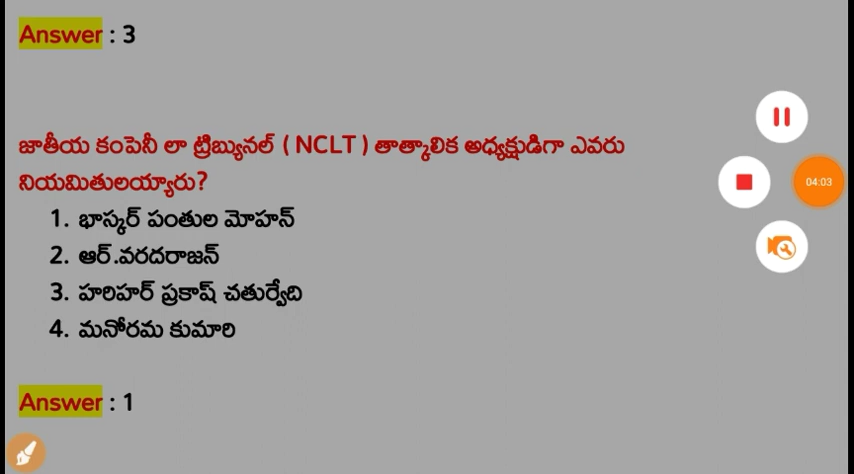 Answer : 3
జాతీయ కంపెనీ లా ట్రిబ్యునల్ ( NCLT ) తాత్కాలిక అధ్యక్షుడిగా ఎవరు
నియమితులయ్యారు?
1. భాస్కర్ పంతుల మోహన్
2. ఆర్.వరదరాజన్
3. హరిహర్ ప్రకాష్ చతుర్వేది
4. మనోరమ కుమారి
Answer : 1
04:03